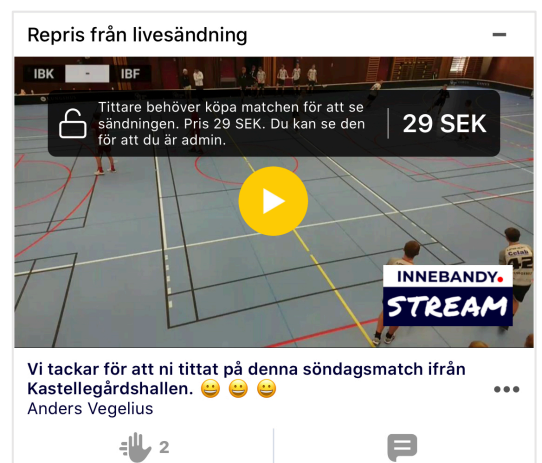 Repris från livesändning
IBK - IBF
Tittare behöver köpa matchen för att se
sändningen. Pris 29 SEK. Du kan se den
för att du är admin.
29 SEK
Cefab
42
INNEBANDY.
STREAM
Vi tackar för att ni tittat på denna söndagsmatch ifrån
Kastellegårdshallen. 😀 😀 😀
Anders Vegelius
2